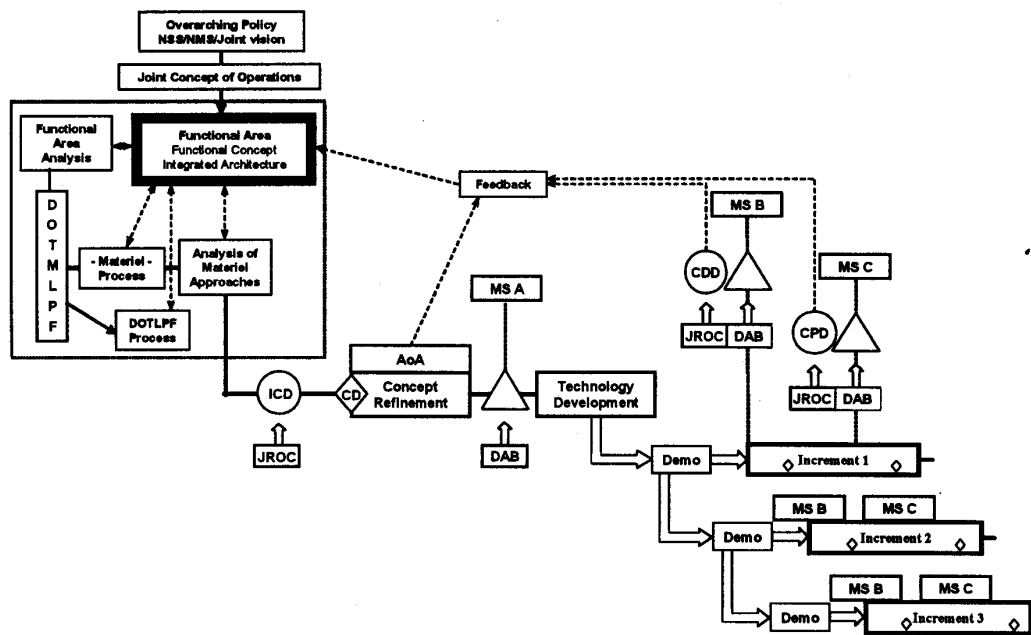 Overarching Policy
NSS/NMS/Joint vision
Joint Concept of Operations
Functional
Area
Analysis
Functional Area
Functional Concept
Integrated Architecture
Feedback
D
O
T
M
L
P
F
- Materiel -
Process
Analysis of
Materiel
Approaches
DOTLPF
Process
MS B
CDD
MS C
MS A
JROC
DAB
CPD
AoA
ICD
CD
Concept
Refinement
Technology
Development
JROC
DAB
JROC
DAB
Demo
Increment 1
MS B
MS C
Demo
Increment 2
MS B
MS C
Demo
Increment 3